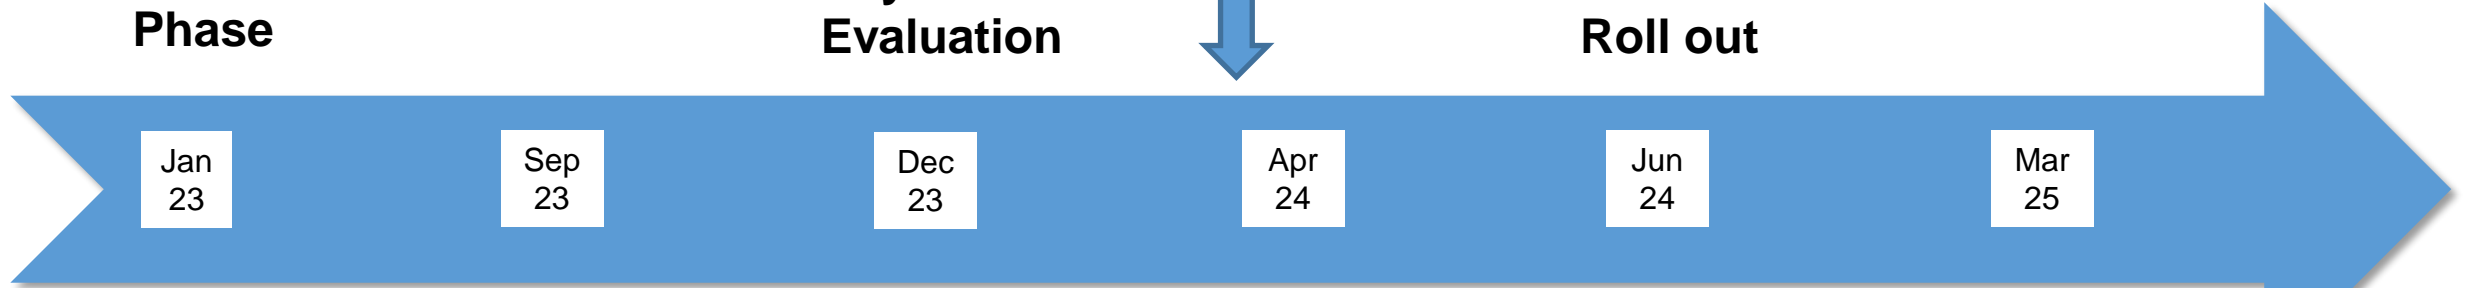 Phase
Evaluation
Roll out
Jan
23
Sep
23
Dec
23
Apr
24
Jun
24
Mar
25